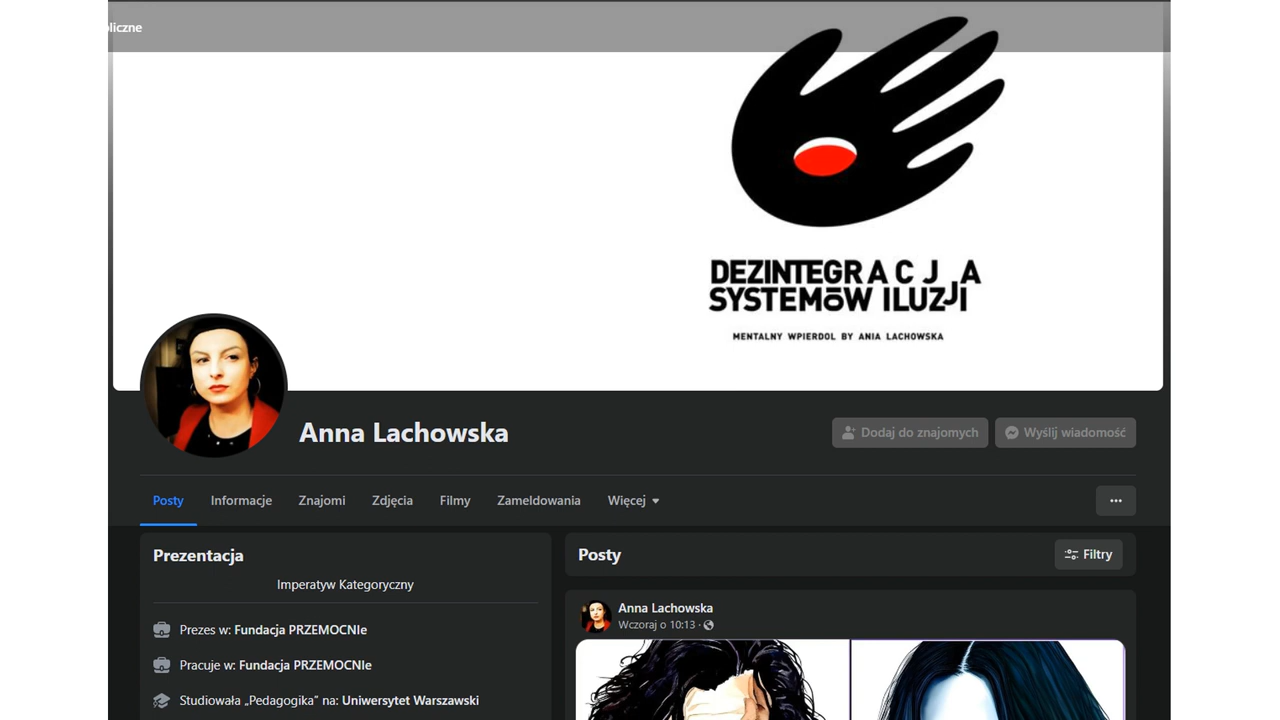 liczne
DEZINTEGRACJA
SYSTEMÓW ILUZJI
MENTALNY WPIERDOL BY ANIA LACHOWSKA
Anna Lachowska
Dodaj do znajomych
Wyślij wiadomość
Posty
Informacje
Znajomi
Zdjęcia
Filmy
Zameldowania
Więcej
Prezentacja
Imperatyw Kategoryczny
Prezes w: Fundacja PRZEMOCNIe
Pracuje w: Fundacja PRZEMOCNIe
Studiowała „Pedagogika” na: Uniwersytet Warszawski
Posty
Filtry
Anna Lachowska
Wczoraj o 10:13 ·